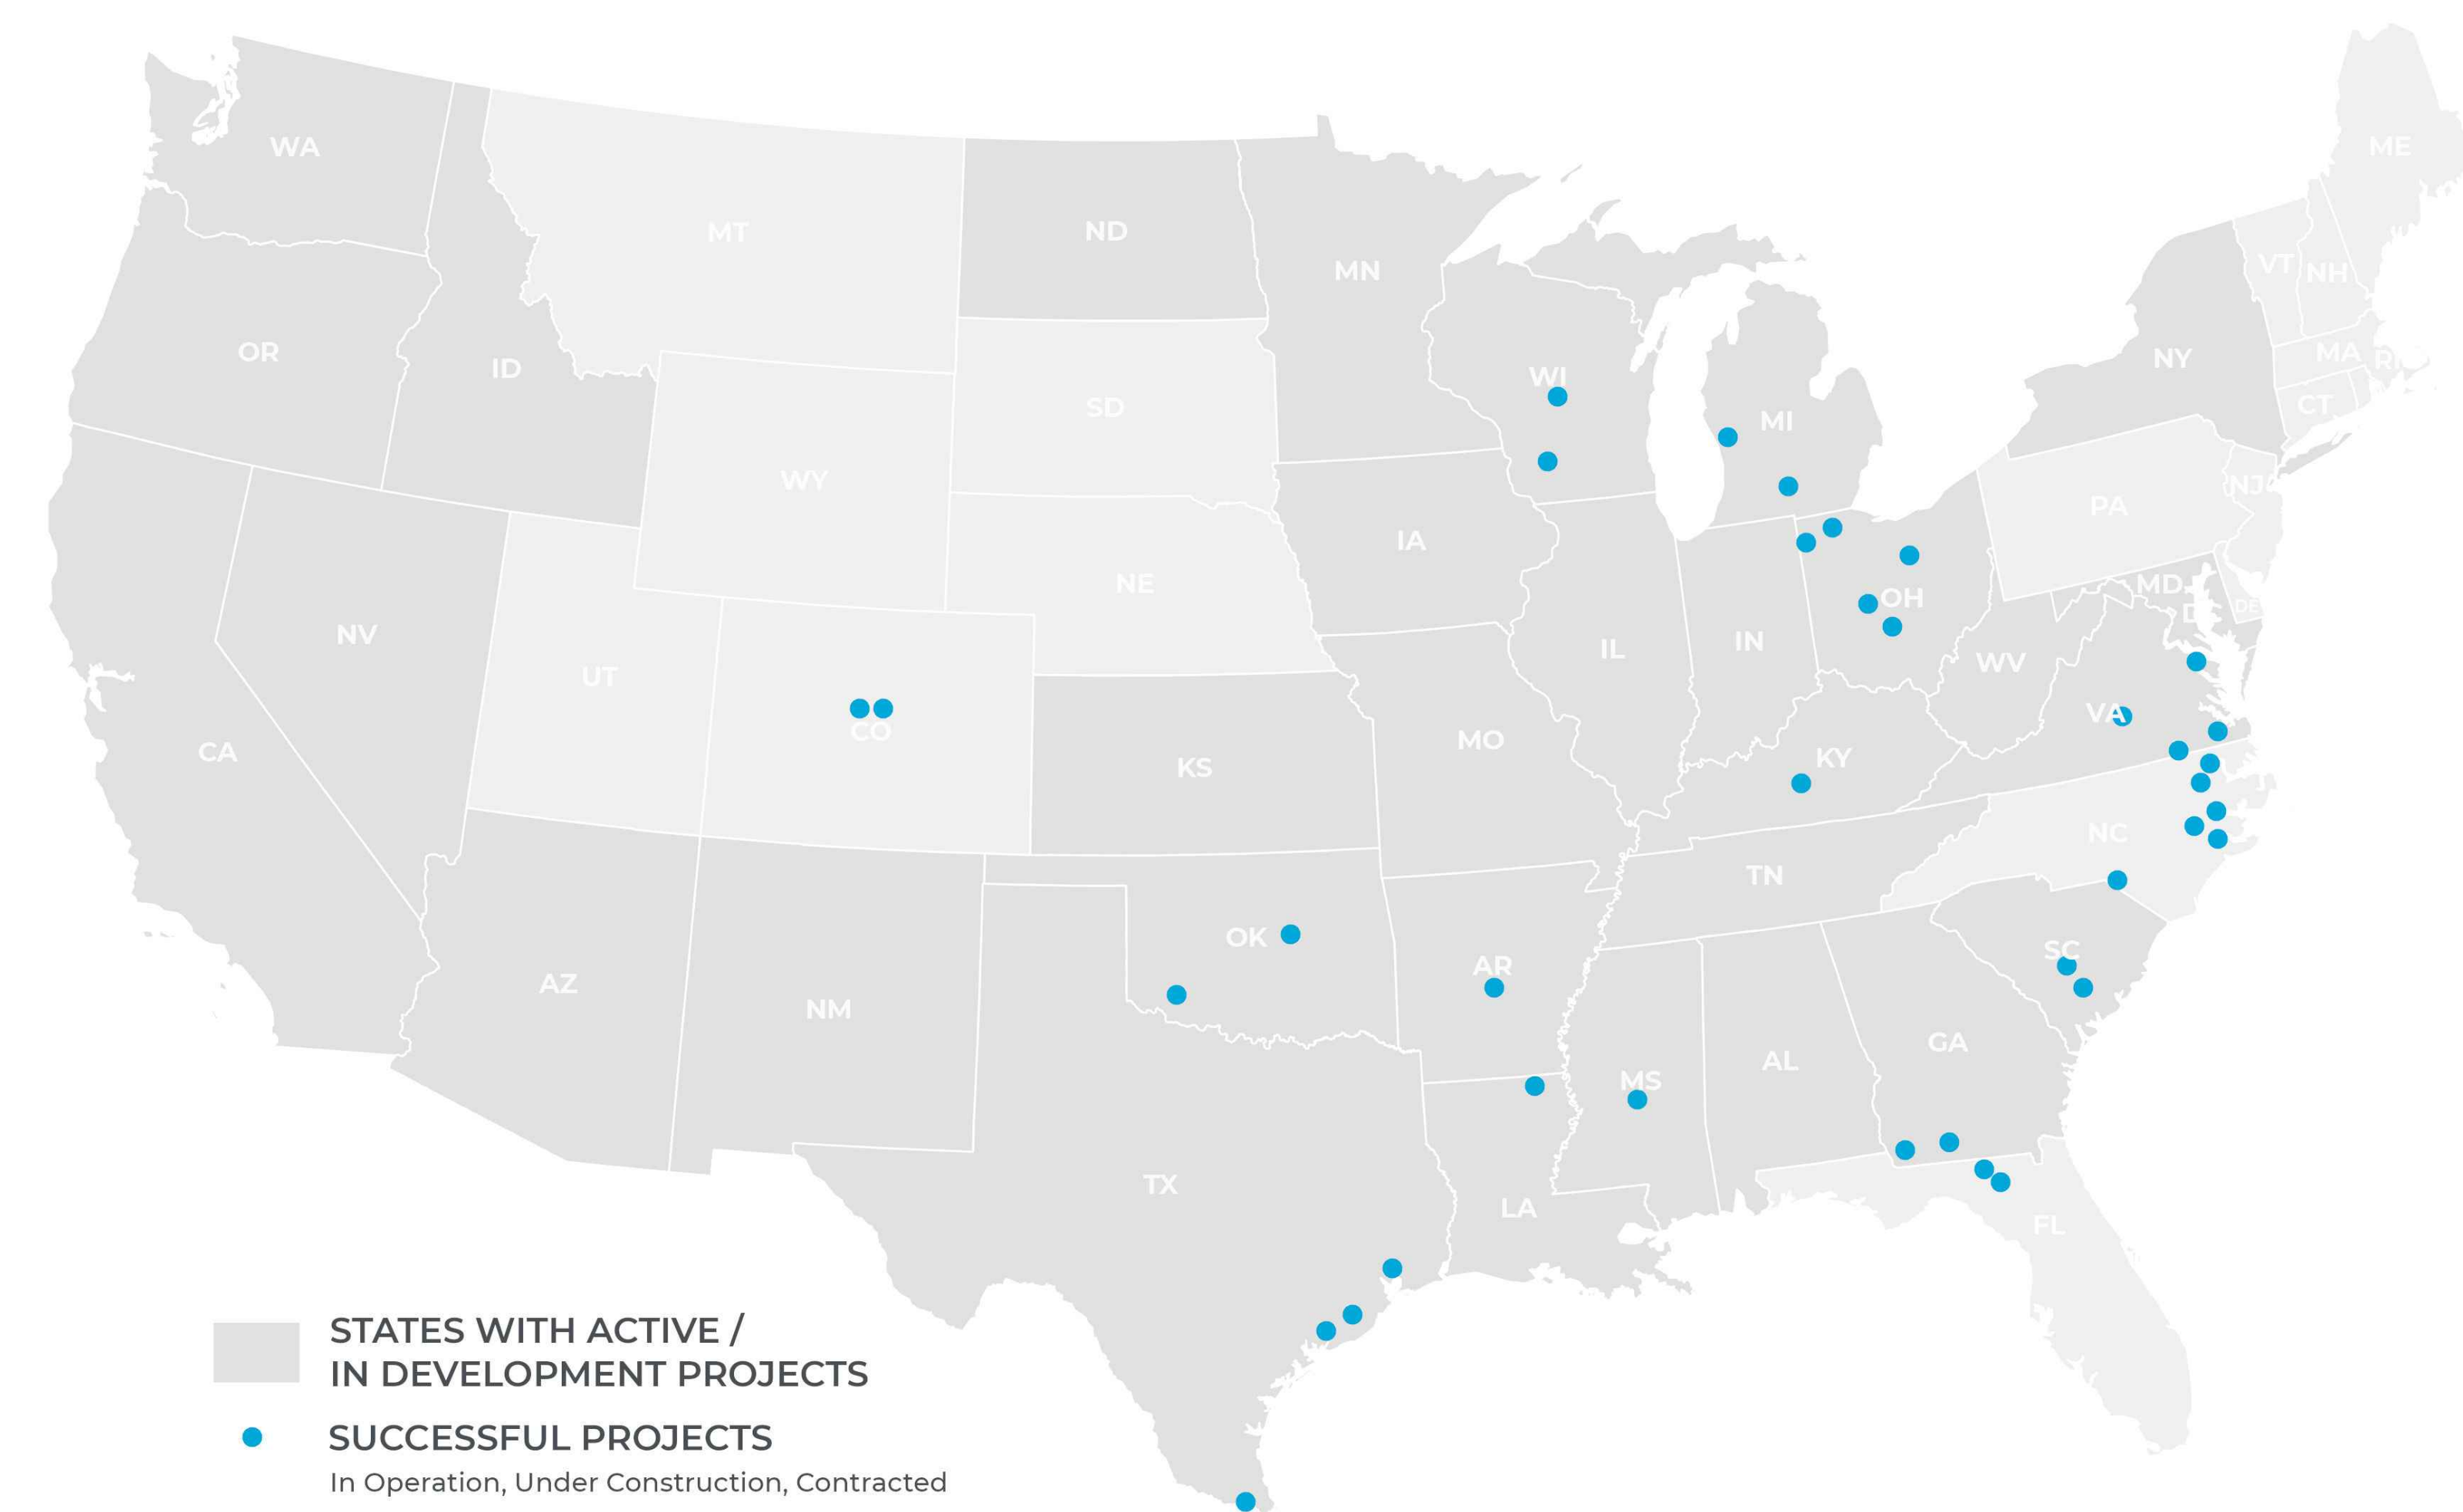 WA
ME
MT
ND
MN
VT
NH
OR
ID
WI
NY
MA
RI
SD
MI
CT
WY
NJ
PA
IA
NE
MD
OH
DE
NV
IN
IL
WV
UT
VA
CO
MO
KY
CA
KS
NC
TN
OK
SC
AR
AZ
NM
GA
AL
MS
TX
LA
FL
STATES WITH ACTIVE /
IN DEVELOPMENT PROJECTS
SUCCESSFUL PROJECTS
In Operation, Under Construction, Contracted